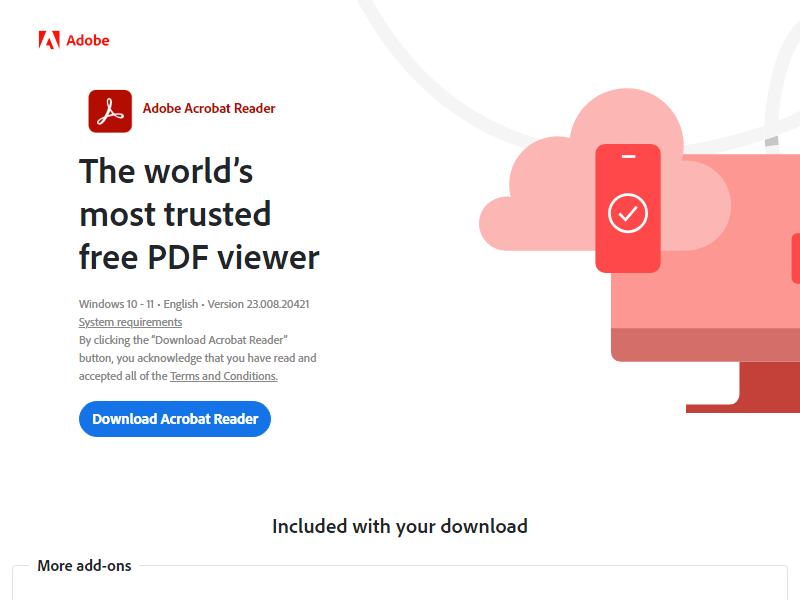 Adobe
Adobe Acrobat Reader
The world's
most trusted
free PDF viewer
Windows 10 - 11 • English • Version 23.008.20421
System requirements
By clicking the “Download Acrobat Reader”
button, you acknowledge that you have read and
accepted all of the Terms and Conditions.
Download Acrobat Reader
Included with your download
More add-ons